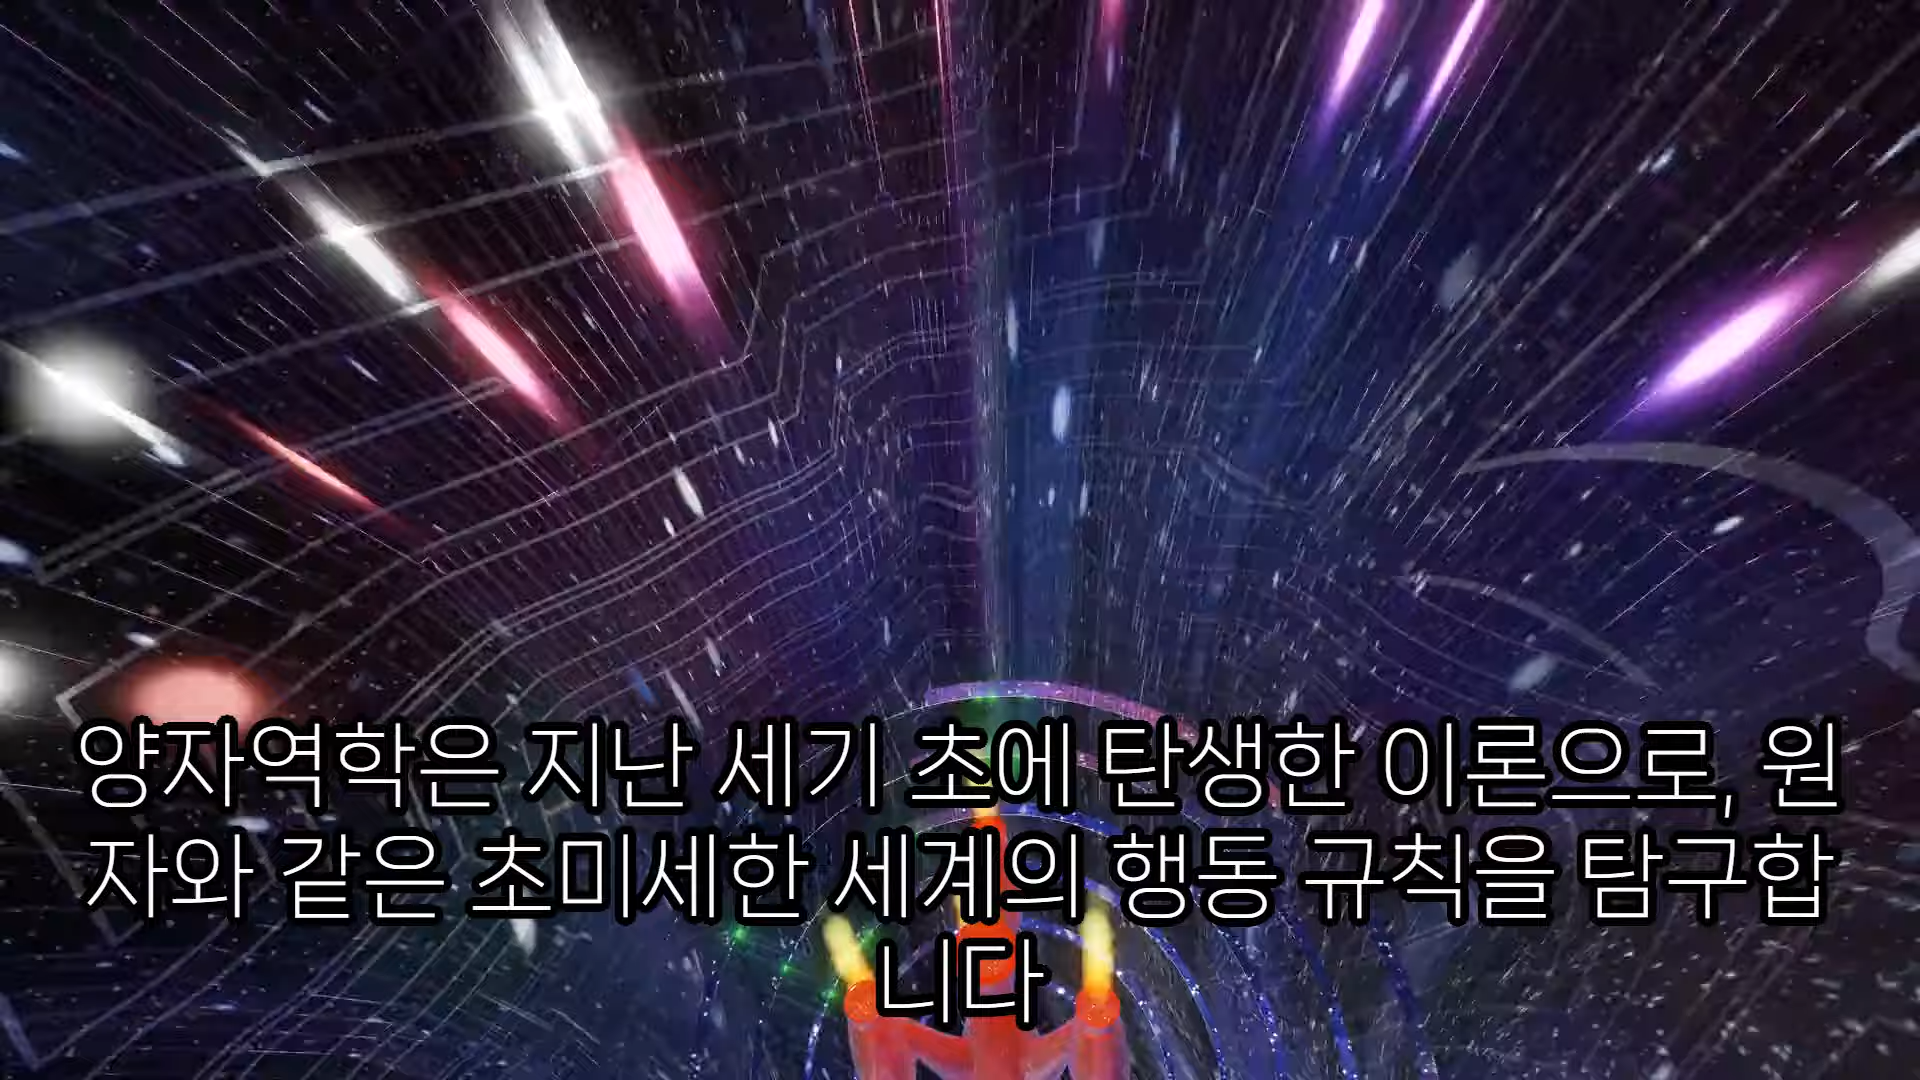 양자역학은 지난 세기 초에 탄생한 이론으로, 원
자와 같은 초미세한 세계의 행동 규칙을 탐구합
니다